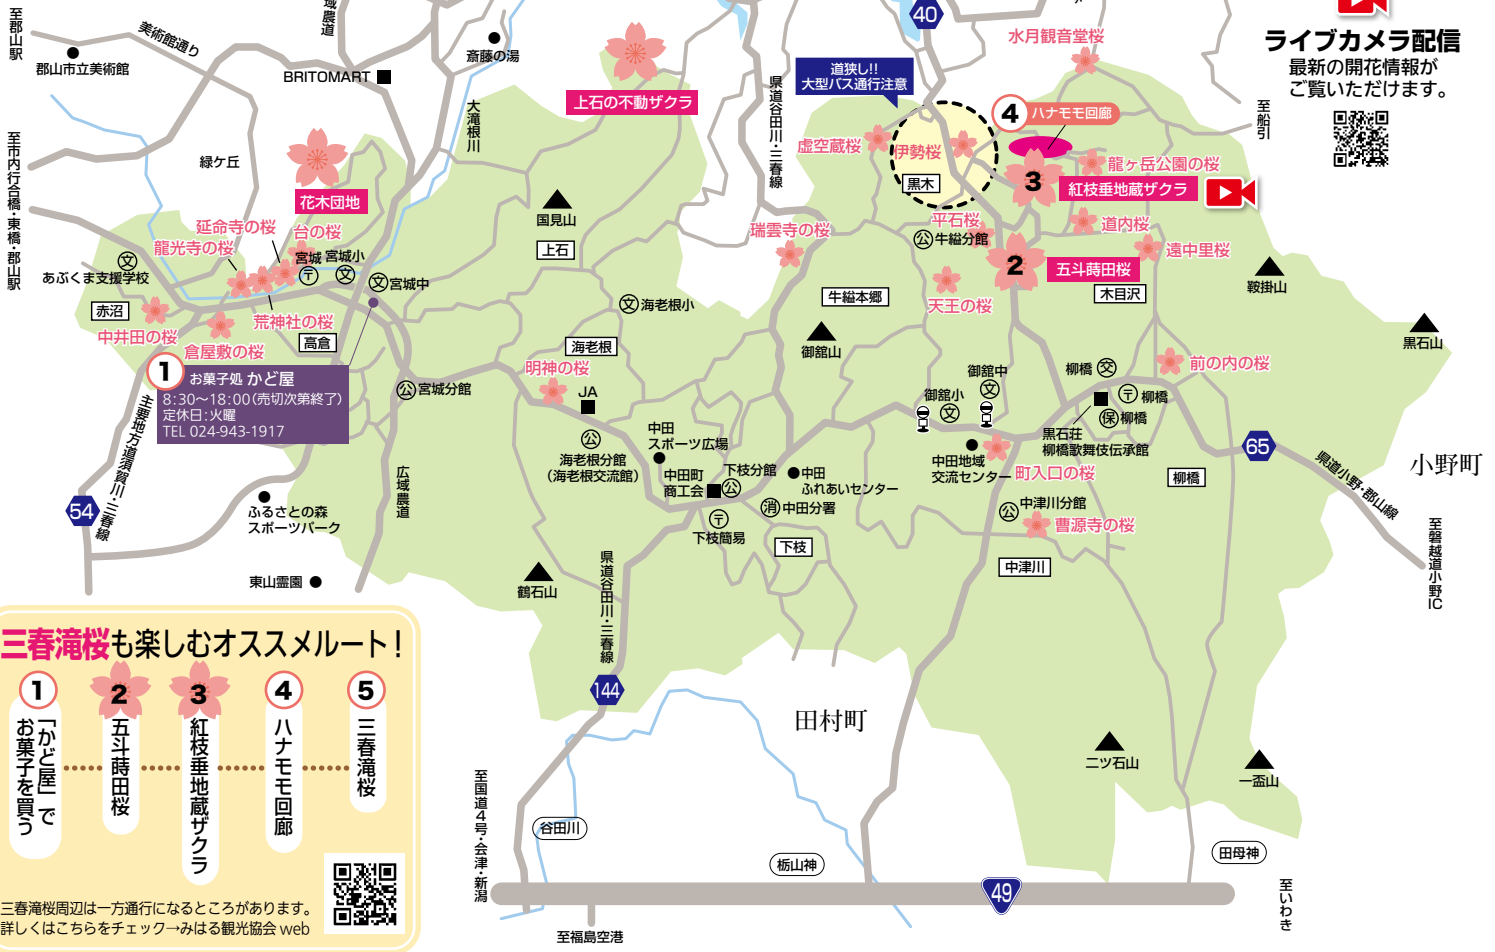 至郡山駅
美術館通り
郡山市立美術館
域農道
斎藤の湯
BRITOMART
大滝根川
上石の不動ザクラ
県道谷田川・三春線
道狭し!!
大型バス通行注意
40
水月観音堂桜
ライブカメラ配信
最新の開花情報が
ご覧いただけます。
至船引
4
ハナモモ回廊
虚空蔵桜
伊勢桜
黒木
龍ヶ岳公園の桜
3
紅枝垂地蔵ザクラ
至市内行合橋・東橋・郡山駅
緑ケ丘
花木団地
延命寺の桜
台の桜
龍光寺の桜
宮城
〒
宮城小
文
文
あぶくま支援学校
文
宮城中
赤沼
中井田の桜
倉屋敷の桜
荒神社の桜
高倉
国見山
上石
瑞雲寺の桜
平石桜
公
牛縊分館
道内桜
遠中里桜
2
五斗蒔田桜
木目沢
鞍掛山
天王の桜
牛縊本郷
文
海老根小
御舘山
黒石山
海老根
明神の桜
JA
公
宮城分館
1
お菓子処 かど屋
8:30〜18:00(売切次第終了)
定休日:火曜
TEL 024-943-1917
主要地方道須賀川・三春線
54
ふるさとの森
スポーツパーク
東山霊園
広域農道
公
海老根分館
(海老根交流館)
中田
スポーツ広場
中田町
商工会
下枝分館
公
中田
ふれあいセンター
消
中田分署
〒
下枝簡易
下枝
御舘小
文
御舘中
文
中田地域
交流センター
町入口の桜
柳橋
交
〒
柳橋
保
柳橋
黒石荘
柳橋歌舞伎伝承館
前の内の桜
柳橋
65
県道小野・郡山線
小野町
至磐越道小野IC
公
中津川分館
曹源寺の桜
中津川
鶴石山
県道谷田川・三春線
144
田村町
二ツ石山
一盃山
至国道4号・会津・新潟
谷田川
栃山神
田母神
49
至いわき
至福島空港
三春滝桜も楽しむオススメルート!
1
「かど屋」で
お菓子を買う
2
五斗蒔田桜
3
紅枝垂地蔵ザクラ
4
ハナモモ回廊
5
三春滝桜
三春滝桜周辺は一方通行になるところがあります。
詳しくはこちらをチェック→みはる観光協会 web